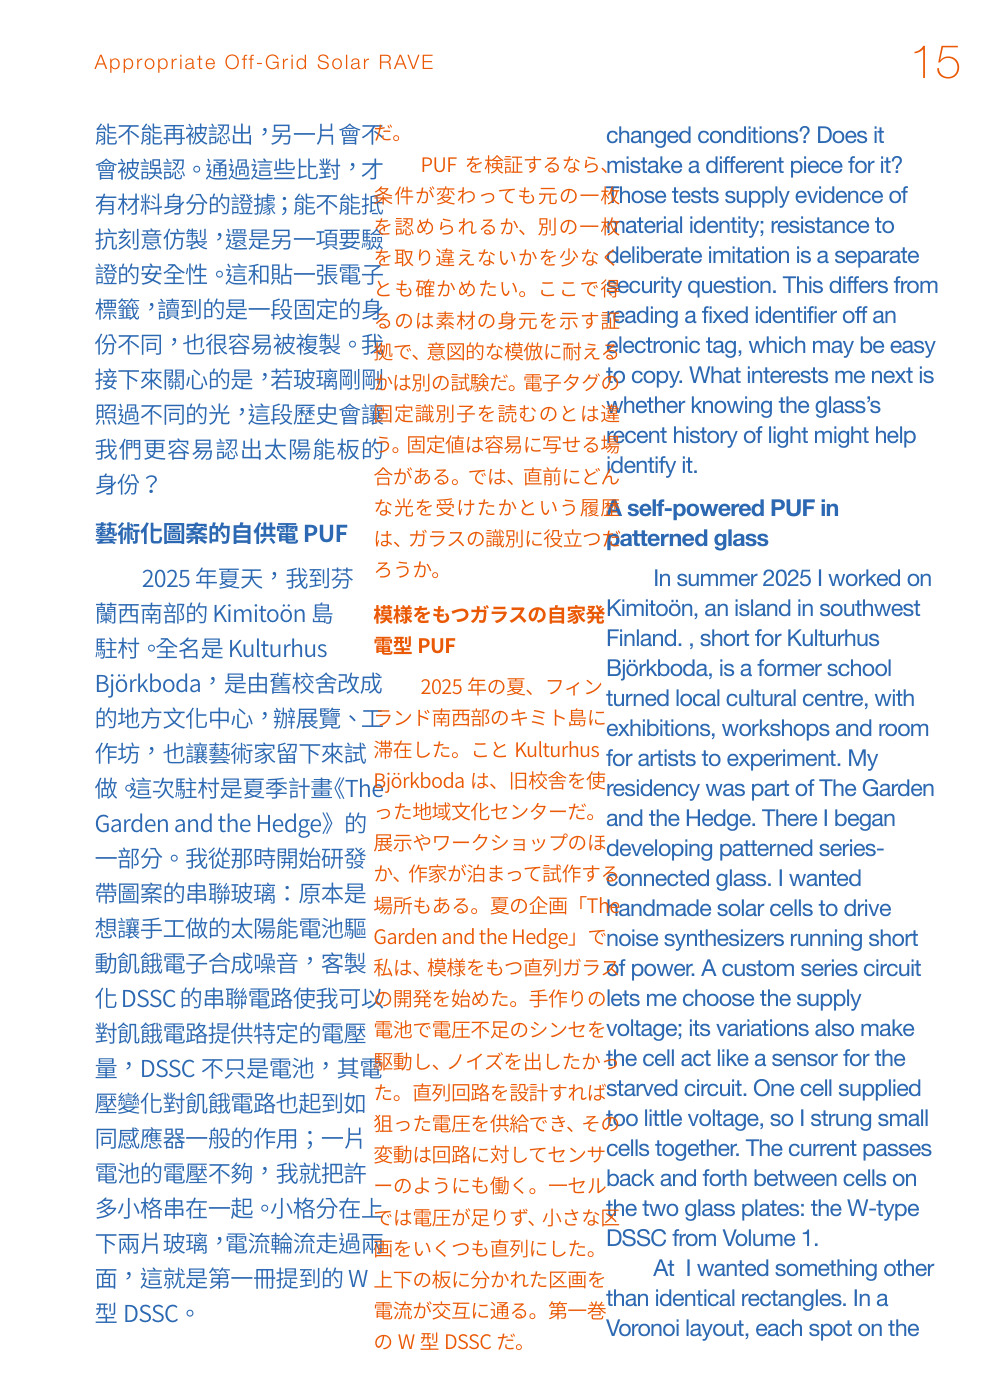 Appropriate Off-Grid Solar RAVE
15
能不能再被認出，另一片會不
會被誤認。通過這些比對，才
有材料身分的證據；能不能抵
抗刻意仿製，還是另一項要驗
證的安全性。這和貼一張電子
標籤，讀到的是一段固定的身
份不同，也很容易被複製。我
接下來關心的是，若玻璃剛剛
照過不同的光，這段歷史會讓
我們更容易認出太陽能板的
身份？
藝術化圖案的自供電 PUF
2025 年夏天，我到芬
蘭西南部的 Kimitoön 島
駐村。全名是 Kulturhus
Björkboda，是由舊校舍改成
的地方文化中心，辦展覽、工
作坊，也讓藝術家留下來試
做。這次駐村是夏季計畫《The
Garden and the Hedge》的
一部分。我從那時開始研發
帶圖案的串聯玻璃：原本是
想讓手工做的太陽能電池驅
動飢餓電子合成噪音，客製
化 DSSC 的串聯電路使我可以
對飢餓電路提供特定的電壓
量，DSSC 不只是電池，其電
壓變化對飢餓電路也起到如
同感應器一般的作用；一片
電池的電壓不夠，我就把許
多小格串在一起。小格分在上
下兩片玻璃，電流輪流走過兩
面，這就是第一冊提到的 W
型 DSSC。
だ。
PUF を検証するなら、
条件が変わっても元の一枚
を認められるか、別の一枚
を取り違えないかを少なく
とも確かめたい。ここで得
るのは素材の身元を示す証
拠で、意図的な模倣に耐える
かは別の試験だ。電子タグの
固定識別子を読むのとは違
う。固定値は容易に写せる場
合がある。では、直前にどん
な光を受けたかという履歴
は、ガラスの識別に役立つだ
ろうか。
模様をもつガラスの自家発
電型 PUF
2025 年の夏、フィン
ランド南西部のキミト島に
滞在した。こと Kulturhus
Björkboda は、旧校舎を使
った地域文化センターだ。
展示やワークショップのほ
か、作家が泊まって試作する
場所もある。夏の企画「The
Garden and the Hedge」で
私は、模様をもつ直列ガラス
の開発を始めた。手作りの
電池で電圧不足のシンセを
駆動し、ノイズを出したかっ
た。直列回路を設計すれば
狙った電圧を供給でき、その
変動は回路に対してセンサ
ーのようにも働く。一セル
では電圧が足りず、小さな区
画をいくつも直列にした。
上下の板に分かれた区画を
電流が交互に通る。第一巻
の W 型 DSSC だ。
changed conditions? Does it
mistake a different piece for it?
Those tests supply evidence of
material identity; resistance to
deliberate imitation is a separate
security question. This differs from
reading a fixed identifier off an
electronic tag, which may be easy
to copy. What interests me next is
whether knowing the glass’s
recent history of light might help
identify it.
A self-powered PUF in
patterned glass
In summer 2025 I worked on
Kimitoön, an island in southwest
Finland. , short for Kulturhus
Björkboda, is a former school
turned local cultural centre, with
exhibitions, workshops and room
for artists to experiment. My
residency was part of The Garden
and the Hedge. There I began
developing patterned series-
connected glass. I wanted
handmade solar cells to drive
noise synthesizers running short
of power. A custom series circuit
lets me choose the supply
voltage; its variations also make
the cell act like a sensor for the
starved circuit. One cell supplied
too little voltage, so I strung small
cells together. The current passes
back and forth between cells on
the two glass plates: the W-type
DSSC from Volume 1.
At  I wanted something other
than identical rectangles. In a
Voronoi layout, each spot on the